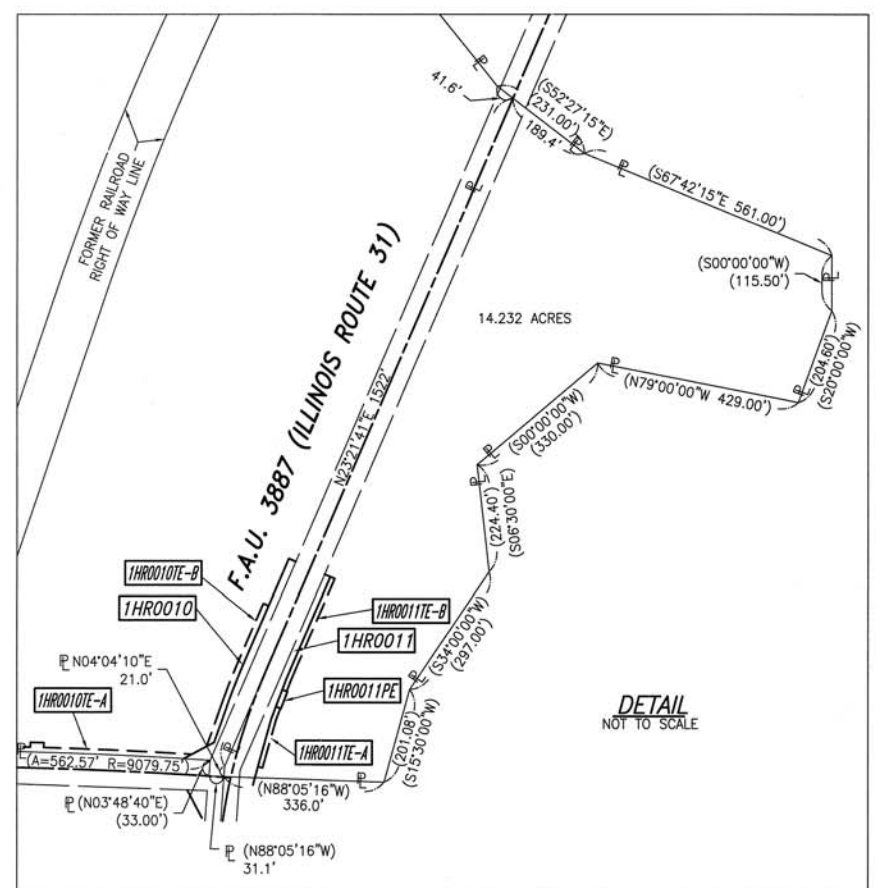 41.6'
(S52°27'15"E)
(231.00')
189.4'
(S67°42'15"E 561.00')
FORMER RAILROAD
RIGHT OF WAY LINE
(S00°00'00"W)
(115.50')
14.232 ACRES
(204.60')
(S20°00'00"W)
(N79°00'00"W 429.00')
F.A.U. 3887 (ILLINOIS ROUTE 31)
N23°21'41"E 1522'
(S00°00'00"W)
(330.00')
(224.40')
(S06°30'00"E)
1HR0010TE-B
1HR0010
1HR0011TE-B
1HR0011
(S34°00'00"W)
(297.00')
PL N04°04'10"E
21.0'
1HR0010TE-A
1HR0011PE
1HR0011TE-A
DETAIL
NOT TO SCALE
(A=562.57' R=9079.75')
(201.08')
(S15°30'00"W)
(N88°05'16"W)
336.0'
PL (N03°48'40"E)
(33.00')
PL (N88°05'16"W)
31.1'